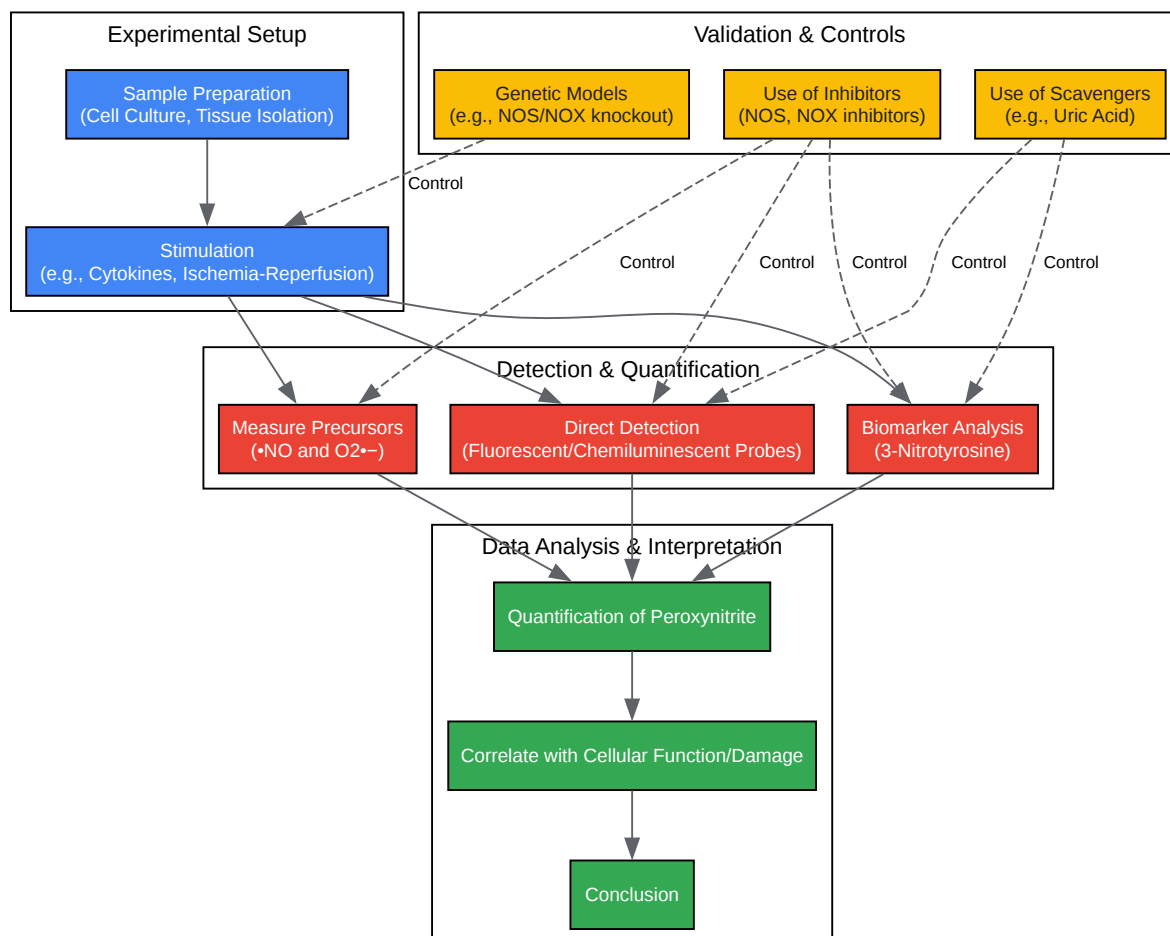 Experimental Setup
Validation & Controls
Sample Preparation
(Cell Culture, Tissue Isolation)
Genetic Models
(e.g., NOS/NOX knockout)
Use of Inhibitors
(NOS, NOX inhibitors)
Use of Scavengers
(e.g., Uric Acid)
Control
Stimulation
(e.g., Cytokines, Ischemia-Reperfusion)
Control
Control
Control
Control
Control
Detection & Quantification
Measure Precursors
(•NO and O2•−)
Direct Detection
(Fluorescent/Chemiluminescent Probes)
Biomarker Analysis
(3-Nitrotyrosine)
Data Analysis & Interpretation
Quantification of Peroxynitrite
Correlate with Cellular Function/Damage
Conclusion